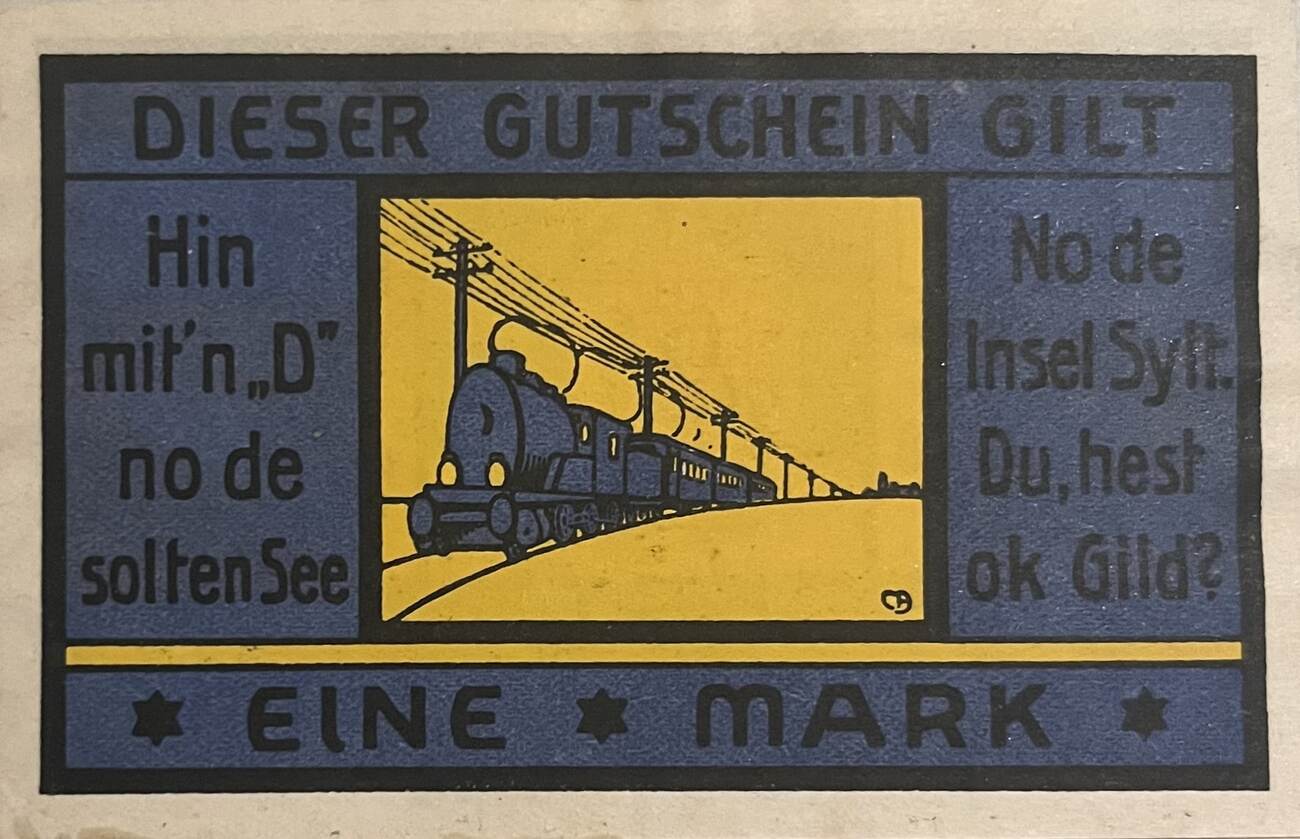 DIESER GUTSCHEIN GILT
Hin
mit'n „D”
no de
solten See
No de
Insel Sylt.
Du, hest
ok Gild?
EINE MARK